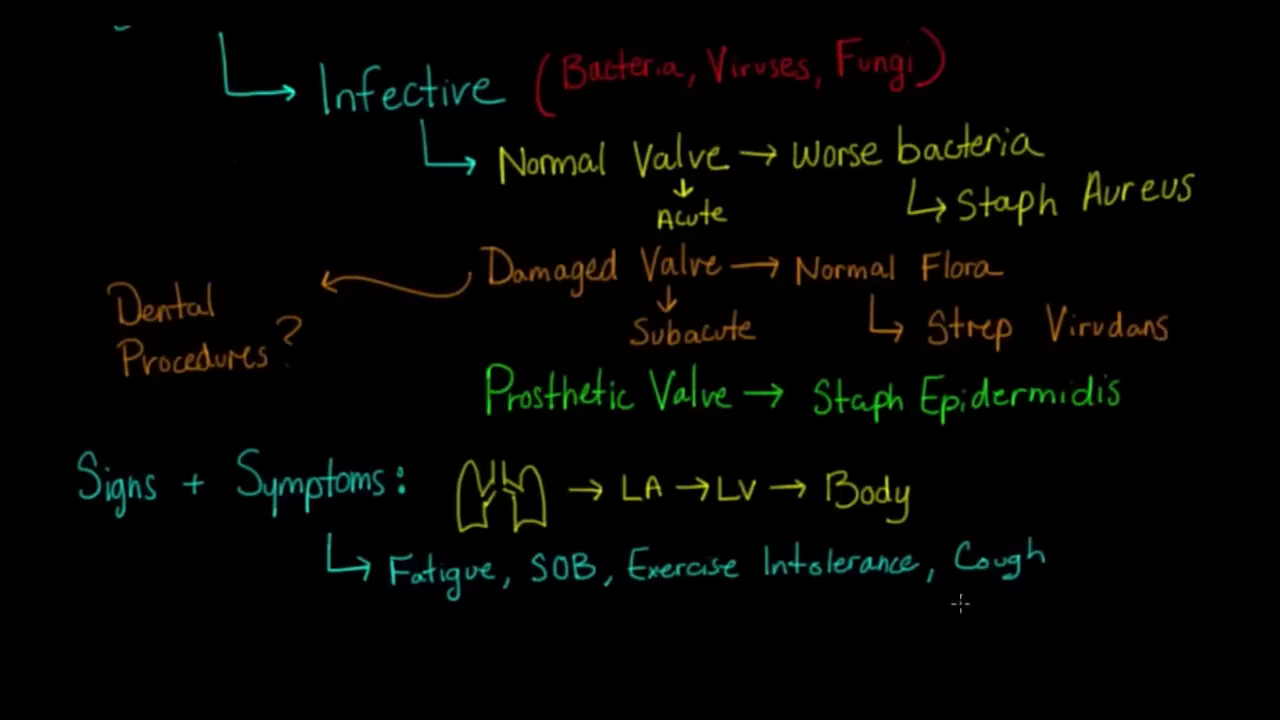 Infective (Bacteria, Viruses, Fungi)
Normal Valve → Worse bacteria
Acute
Staph Aureus
Damaged Valve → Normal Flora
Dental
Procedures?
Subacute
Strep Virudans
Prosthetic Valve → Staph Epidermidis
Signs + Symptoms: → LA → LV → Body
Fatigue, SOB, Exercise Intolerance, Cough